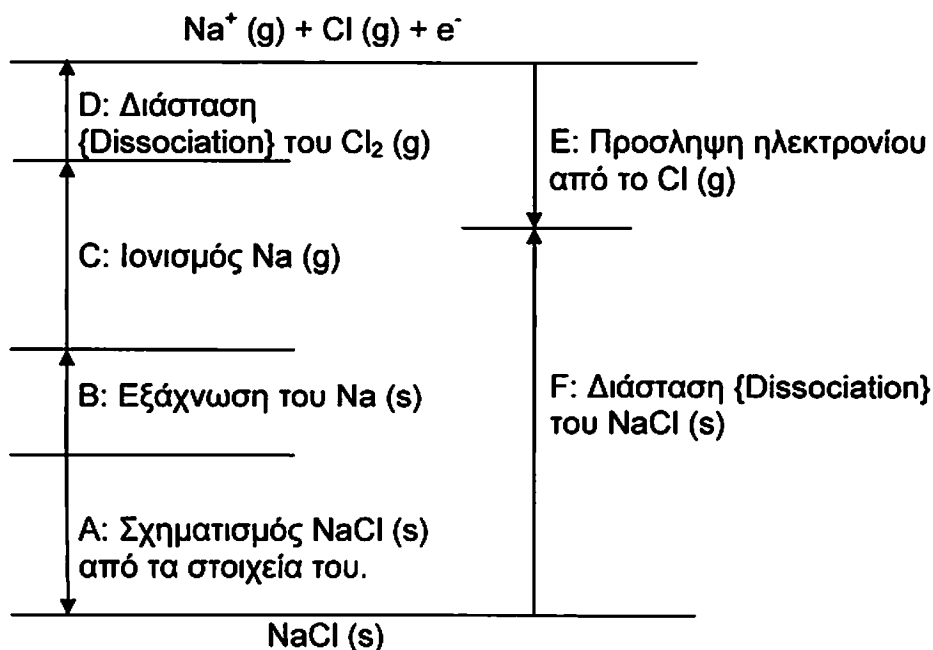 Na⁺ (g) + Cl (g) + e⁻
D: Διάσταση
{Dissociation} του Cl₂ (g)
E: Προσληψη ηλεκτρονίου
από το Cl (g)
C: Ιονισμός Na (g)
B: Εξάχνωση του Na (s)
F: Διάσταση {Dissociation}
του NaCl (s)
A: Σχηματισμός NaCl (s)
από τα στοιχεία του.
NaCl (s)